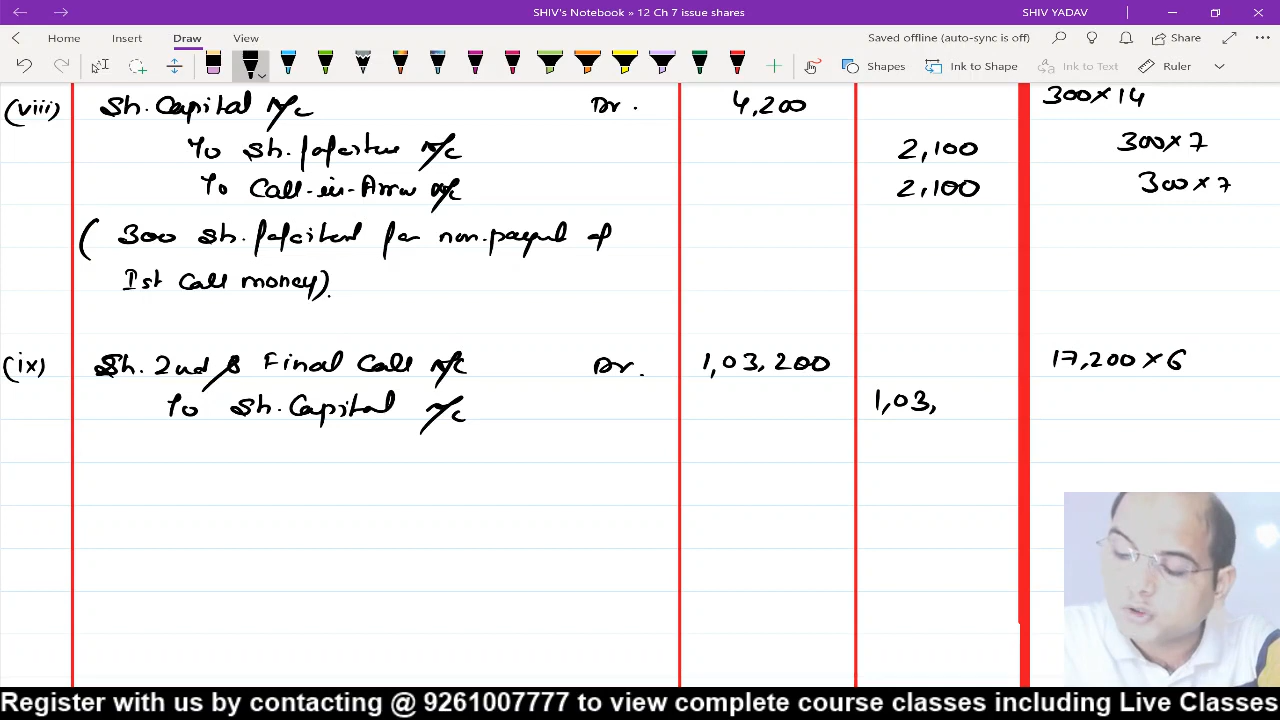 SHIV's Notebook » 12 Ch 7 issue shares
SHIV YADAV
Home Insert Draw View
Saved offline (auto-sync is off)
Share
Shapes
Ink to Shape
Ink to Text
Ruler
(viii) Sh. Capital A/c Dr. 4,200 300×14
To Sh. forfeiture A/c 2,100 300×7
To Call-in-Arrear A/c 2,100 300×7
( 300 Sh. forfeited for non-payment of
Ist Call money).
(ix) Sh. 2nd & Final Call A/c Dr. 1,03,200 17,200×6
To Sh. Capital A/c 1,03,
Register with us by contacting @ 9261007777 to view complete course classes including Live Classes